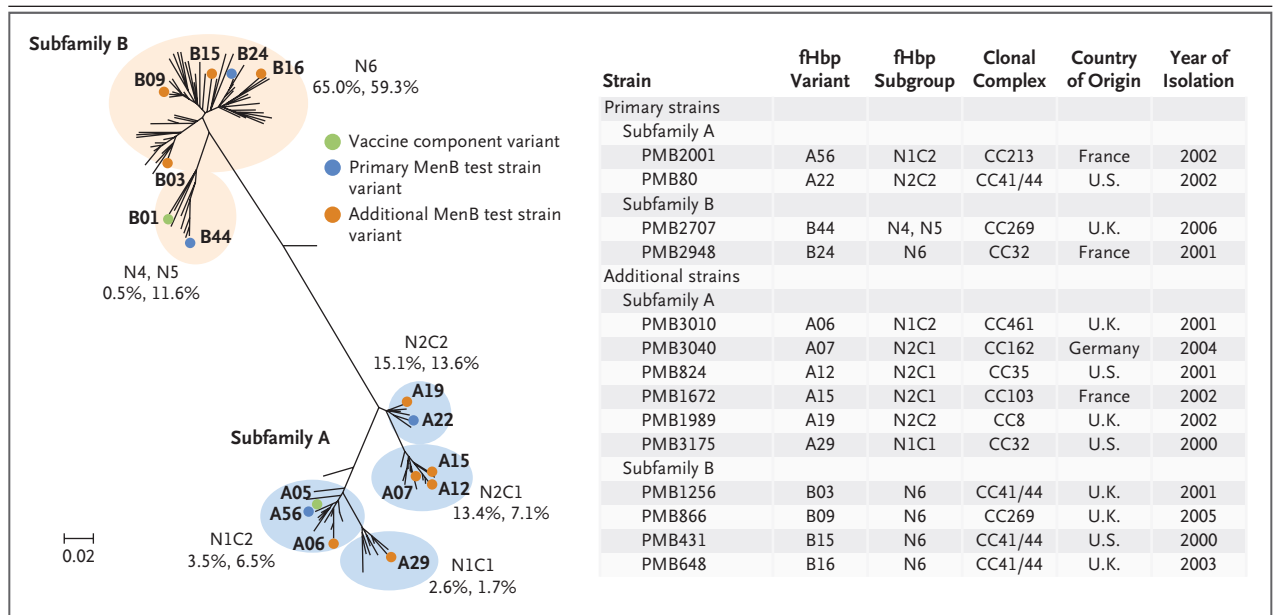 Subfamily B
B15
B24
B16
B09
N6
65.0%, 59.3%
Vaccine component variant
Primary MenB test strain
variant
Additional MenB test strain
variant
B03
B01
B44
N4, N5
0.5%, 11.6%
N2C2
15.1%, 13.6%
A19
A22
Subfamily A
A15
A07
A12
N2C1
13.4%, 7.1%
A05
A56
A06
N1C2
3.5%, 6.5%
A29
N1C1
2.6%, 1.7%
0.02
fHbp fHbp Clonal Country Year of
Strain Variant Subgroup Complex of Origin Isolation
Primary strains
Subfamily A
PMB2001 A56 N1C2 CC213 France 2002
PMB80 A22 N2C2 CC41/44 U.S. 2002
Subfamily B
PMB2707 B44 N4, N5 CC269 U.K. 2006
PMB2948 B24 N6 CC32 France 2001
Additional strains
Subfamily A
PMB3010 A06 N1C2 CC461 U.K. 2001
PMB3040 A07 N2C1 CC162 Germany 2004
PMB824 A12 N2C1 CC35 U.S. 2001
PMB1672 A15 N2C1 CC103 France 2002
PMB1989 A19 N2C2 CC8 U.K. 2002
PMB3175 A29 N1C1 CC32 U.S. 2000
Subfamily B
PMB1256 B03 N6 CC41/44 U.K. 2001
PMB866 B09 N6 CC269 U.K. 2005
PMB431 B15 N6 CC41/44 U.S. 2000
PMB648 B16 N6 CC41/44 U.K. 2003